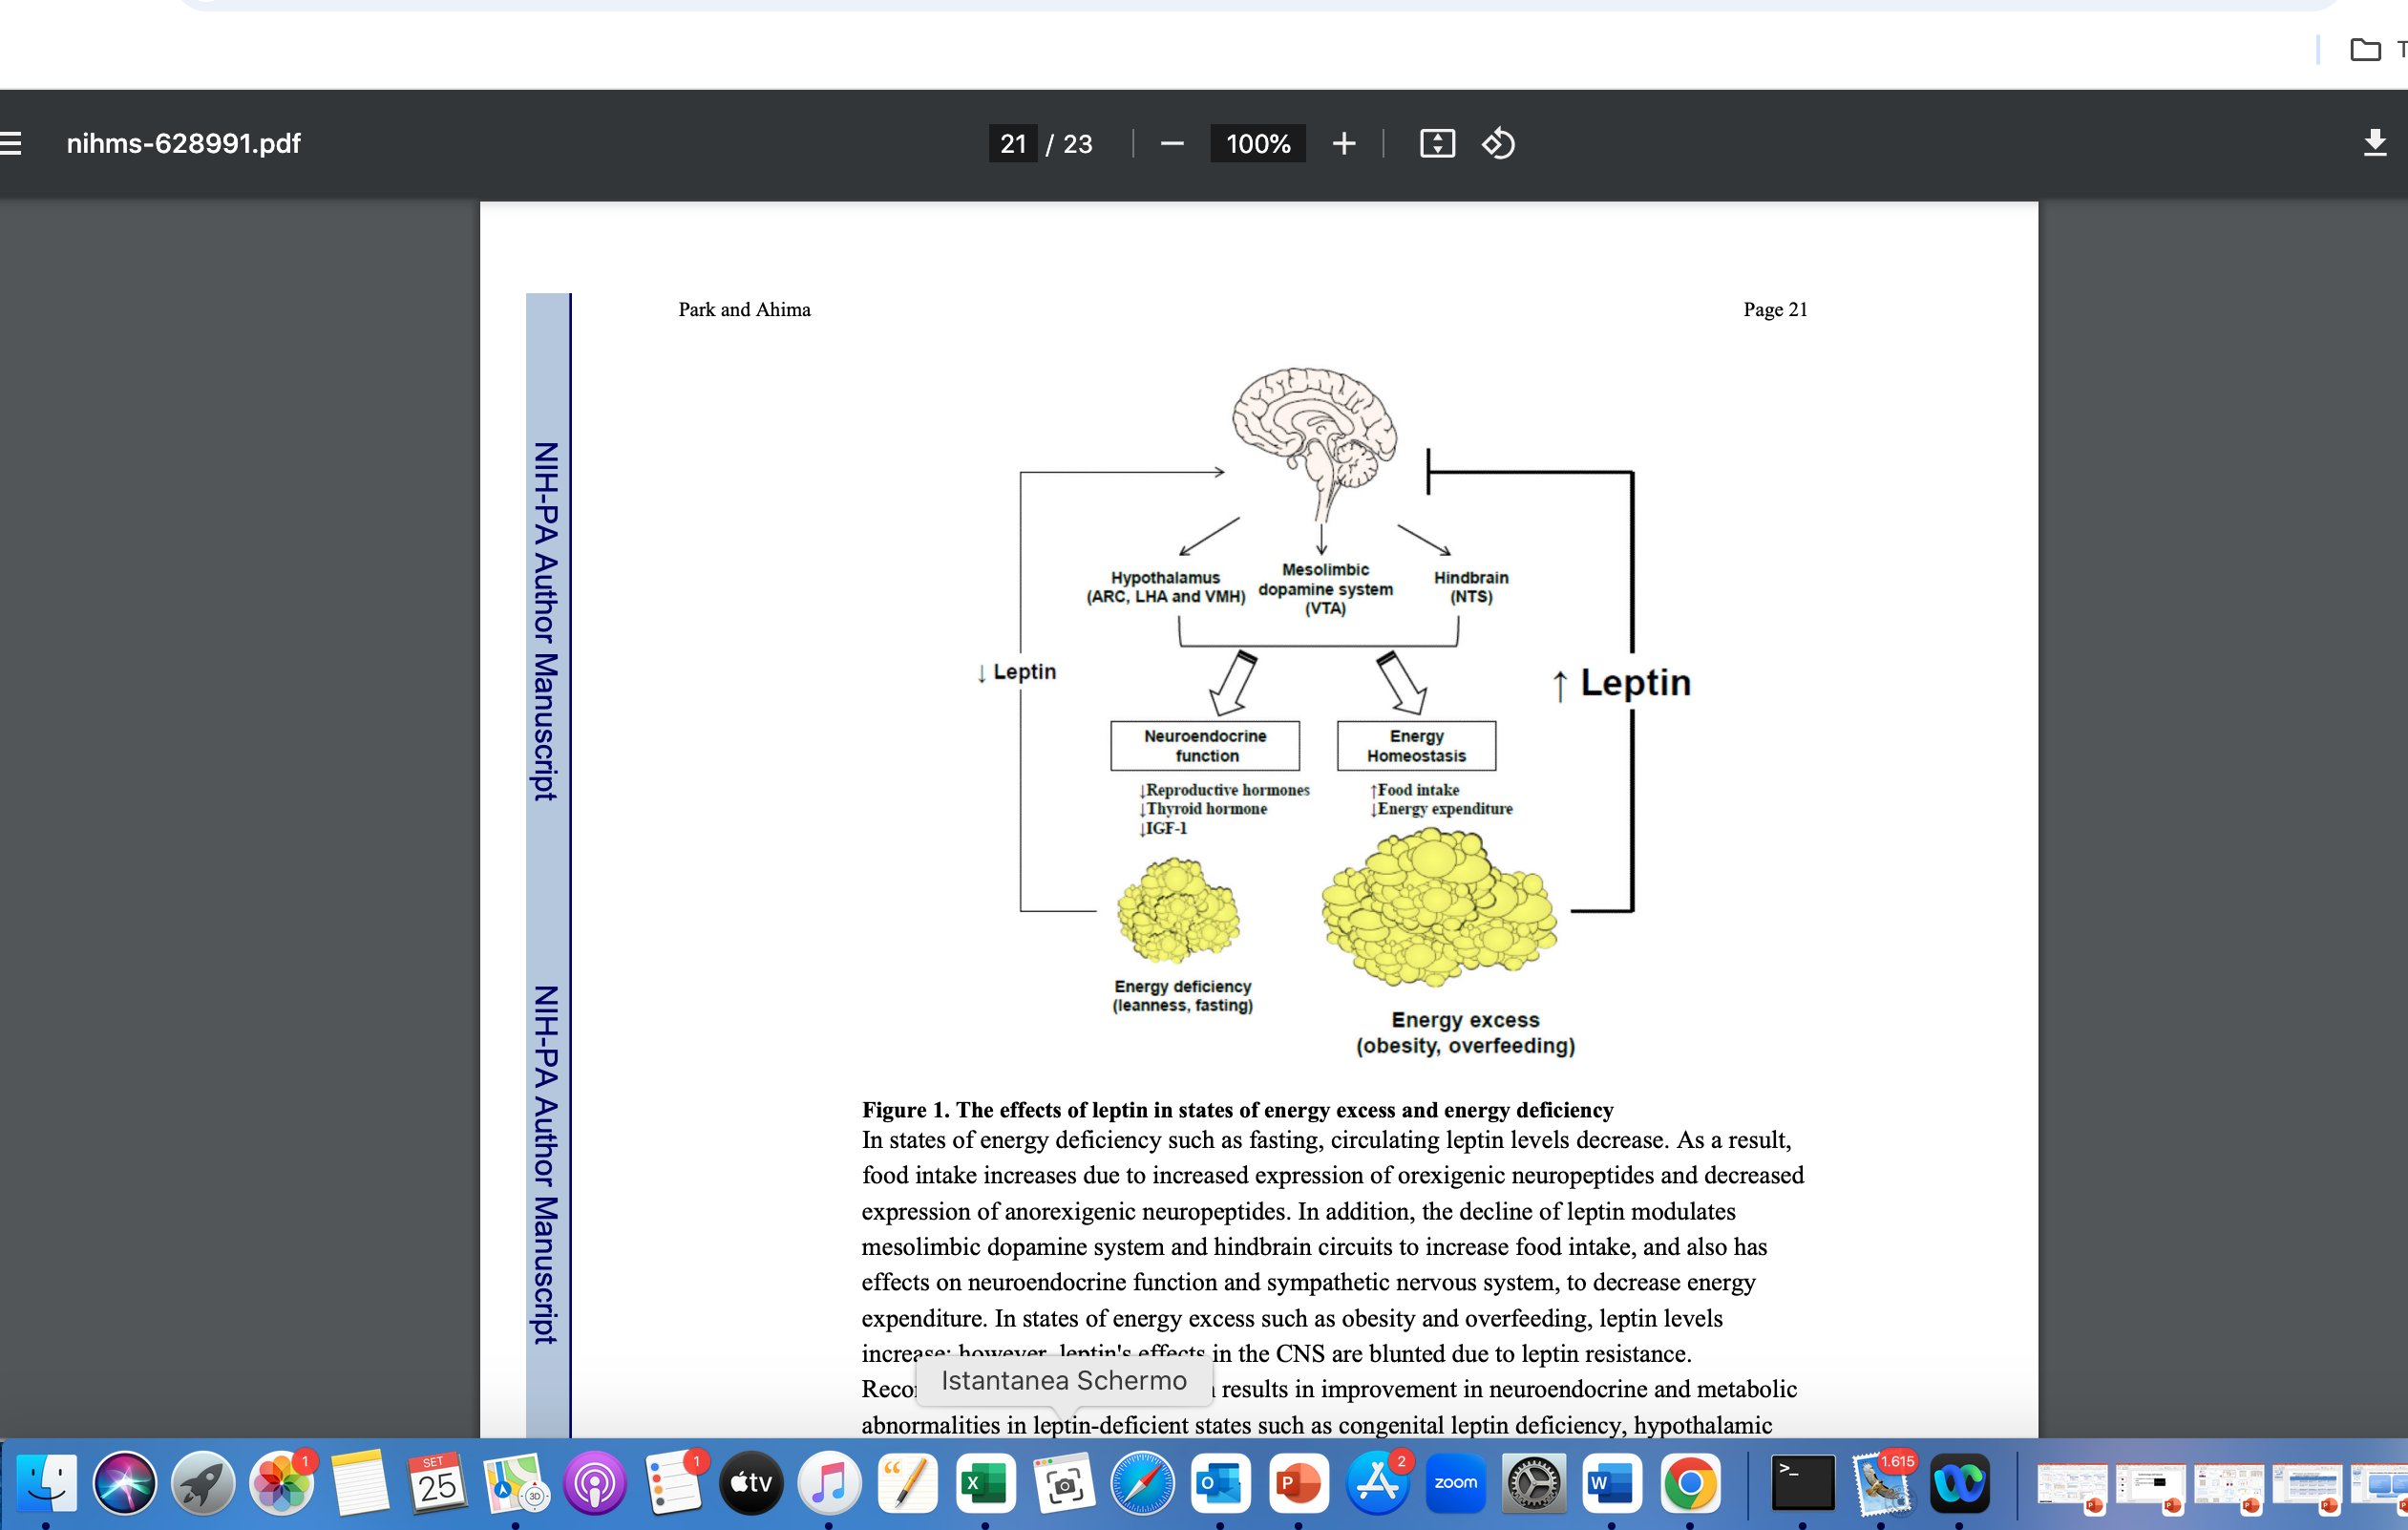 T
nihms-628991.pdf
21 / 23
100%
Park and Ahima
Page 21
NIH-PA Author Manuscript
NIH-PA Author Manuscript
Hypothalamus
(ARC, LHA and VMH)
Mesolimbic
dopamine system
(VTA)
Hindbrain
(NTS)
↓ Leptin
↑ Leptin
Neuroendocrine
function
Energy
Homeostasis
↓Reproductive hormones
↓Thyroid hormone
↓IGF-1
↑Food intake
↓Energy expenditure
Energy deficiency
(leanness, fasting)
Energy excess
(obesity, overfeeding)
Figure 1. The effects of leptin in states of energy excess and energy deficiency
In states of energy deficiency such as fasting, circulating leptin levels decrease. As a result,
food intake increases due to increased expression of orexigenic neuropeptides and decreased
expression of anorexigenic neuropeptides. In addition, the decline of leptin modulates
mesolimbic dopamine system and hindbrain circuits to increase food intake, and also has
effects on neuroendocrine function and sympathetic nervous system, to decrease energy
expenditure. In states of energy excess such as obesity and overfeeding, leptin levels
increase; however, leptin's effects in the CNS are blunted due to leptin resistance.
results in improvement in neuroendocrine and metabolic
abnormalities in leptin-deficient states such as congenital leptin deficiency, hypothalamic
Istantanea Schermo
1
SET
25
3D
1
tv
X
O
P
2
zoom
W
>_
1.615